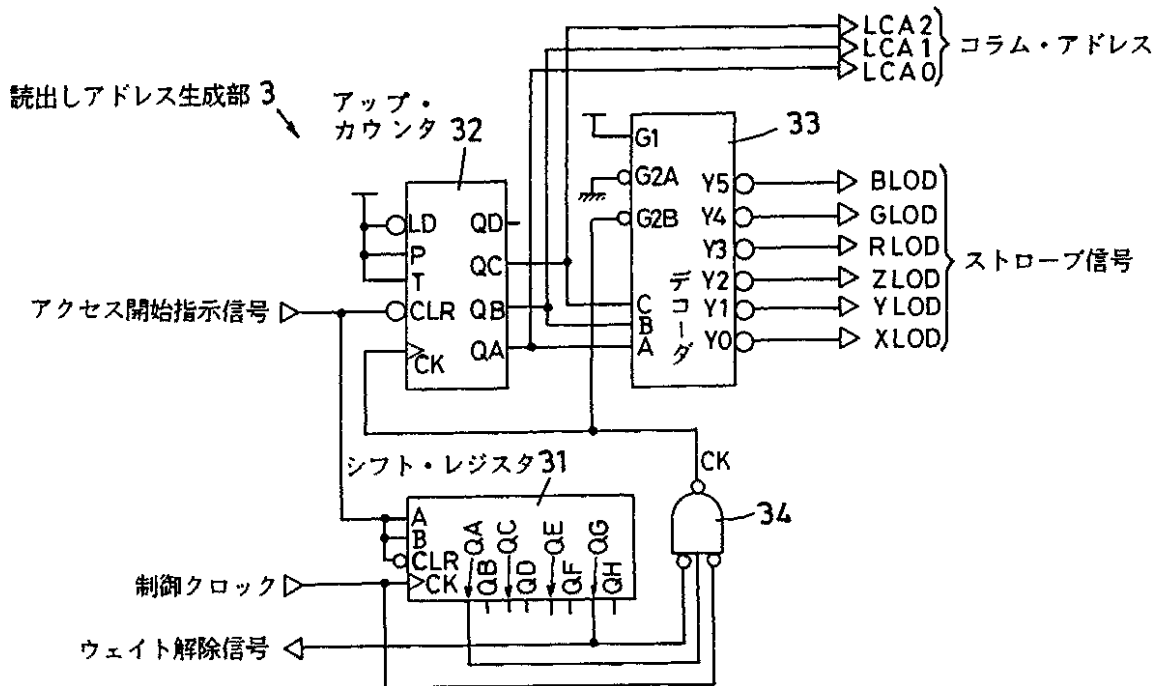 LCA2
LCA1
LCA0
コラム・アドレス
読出しアドレス生成部 3
アップ・
カウンタ 32
33
G1
G2A
G2B
C
B
A
デコーダ
Y5
Y4
Y3
Y2
Y1
Y0
BLOD
GLOD
RLOD
ZLOD
YLOD
XLOD
ストローブ信号
LD
P
T
CLR
CK
QD
QC
QB
QA
アクセス開始指示信号
シフト・レジスタ 31
A
B
CLR
CK
QA
QB
QC
QD
QE
QF
QG
QH
CK
34
制御クロック
ウェイト解除信号